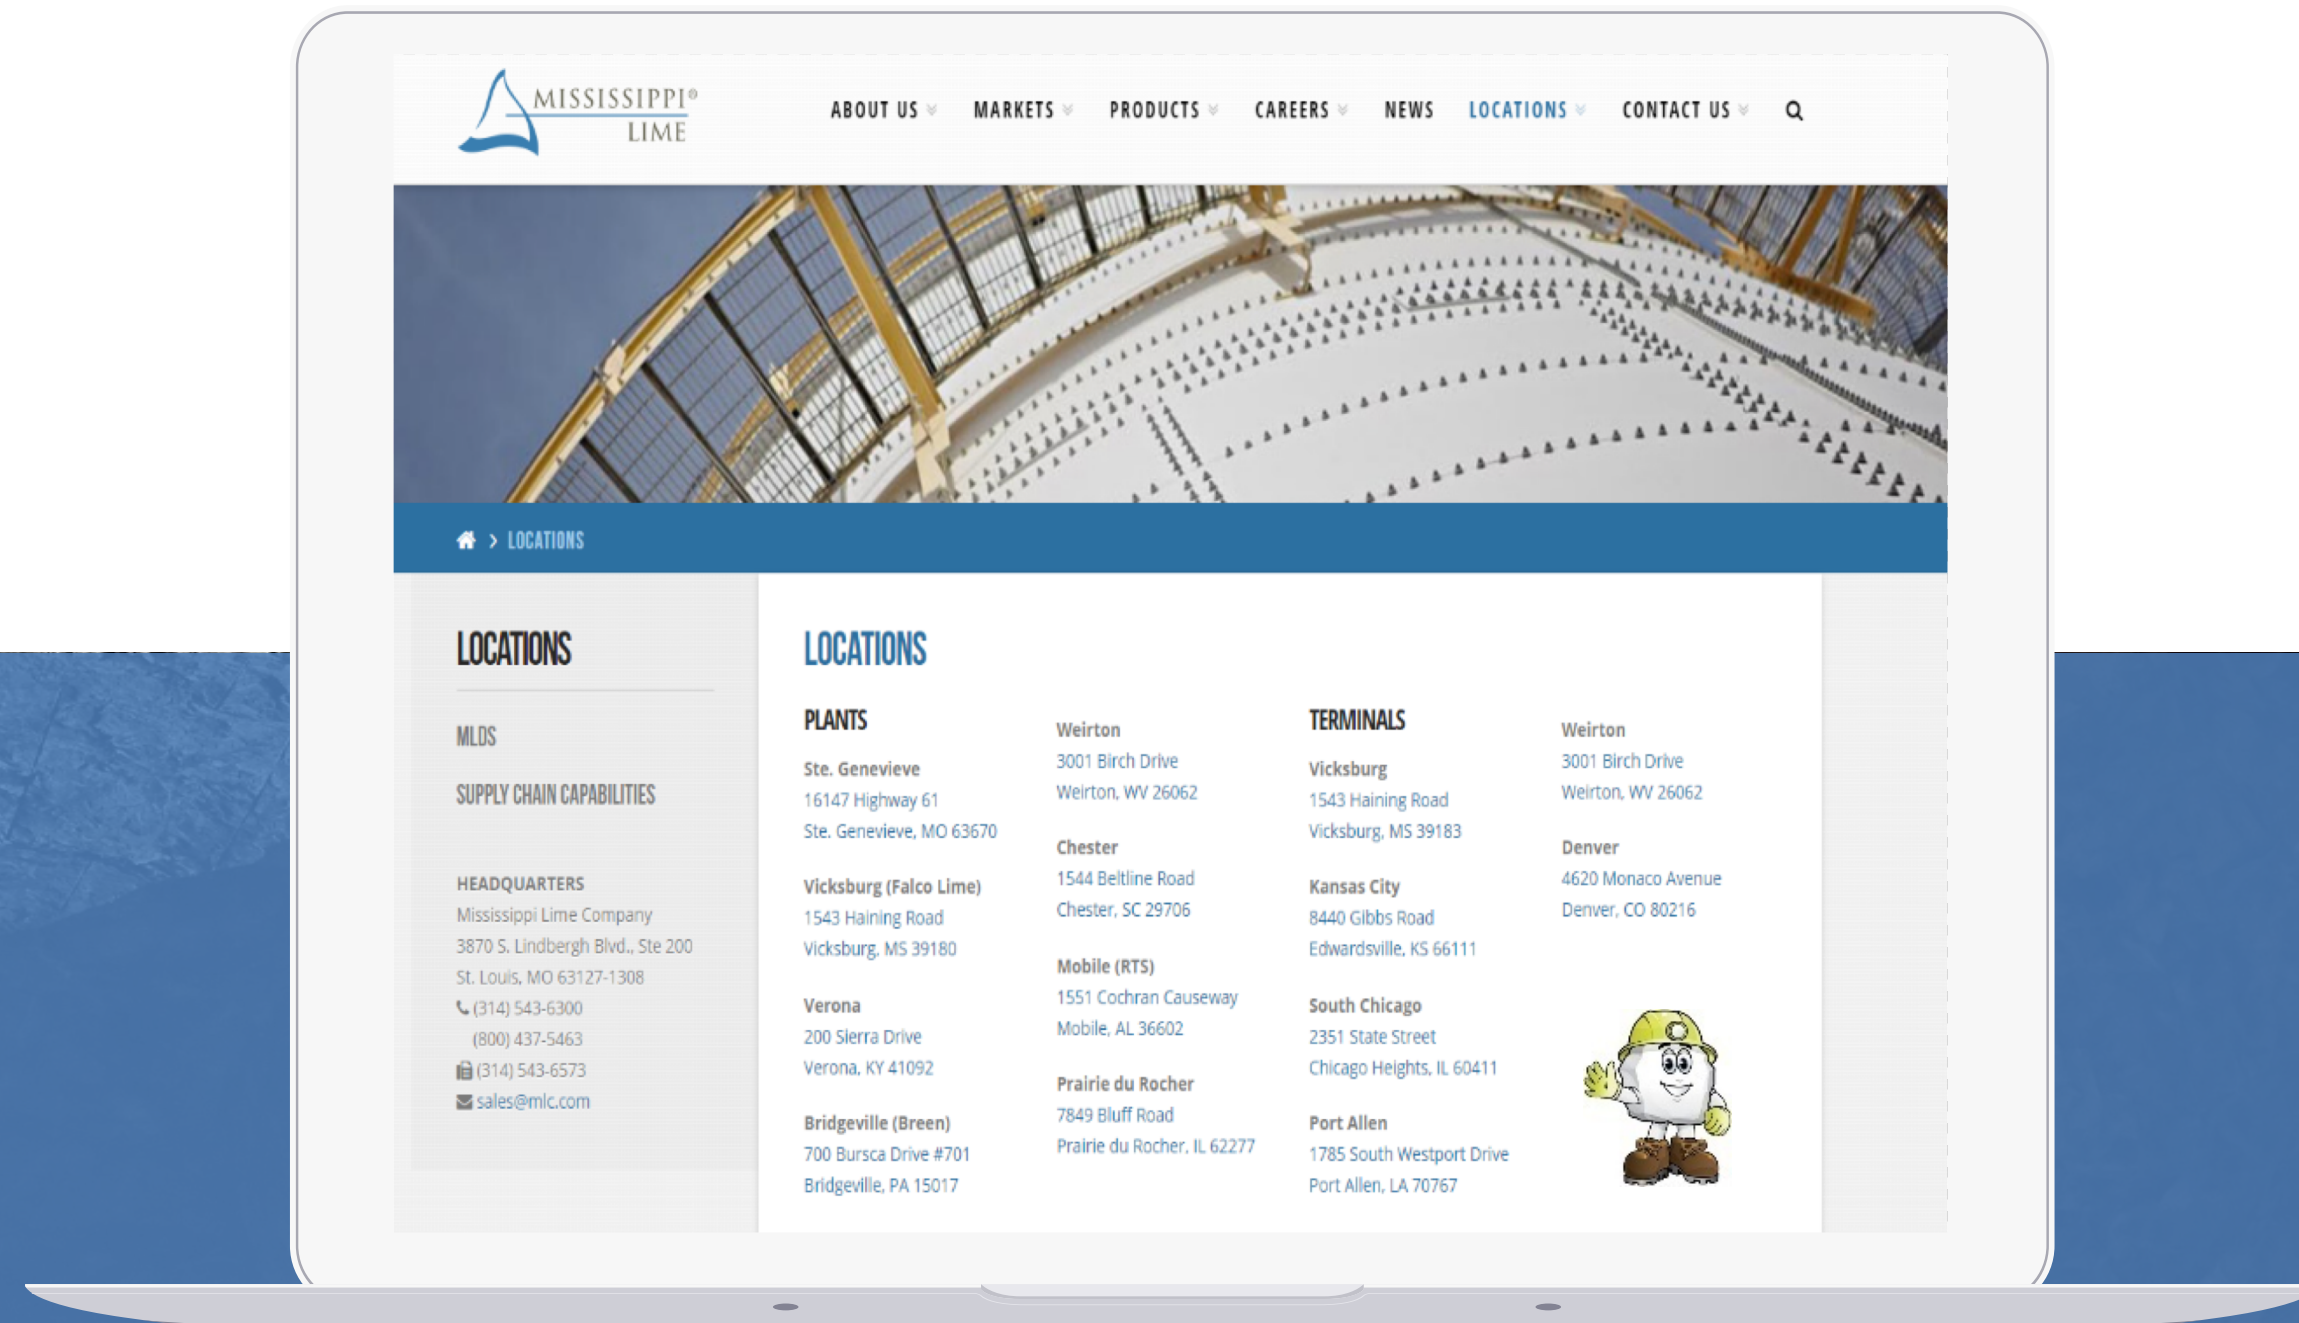 MISSISSIPPI®
LIME
ABOUT US
MARKETS
PRODUCTS
CAREERS
NEWS
LOCATIONS
CONTACT US
LOCATIONS
LOCATIONS
MLDS
SUPPLY CHAIN CAPABILITIES
HEADQUARTERS
Mississippi Lime Company
3870 S. Lindbergh Blvd., Ste 200
St. Louis, MO 63127-1308
(314) 543-6300
(800) 437-5463
(314) 543-6573
sales@mlc.com
LOCATIONS
PLANTS
Ste. Genevieve
16147 Highway 61
Ste. Genevieve, MO 63670
Vicksburg (Falco Lime)
1543 Haining Road
Vicksburg, MS 39180
Verona
200 Sierra Drive
Verona, KY 41092
Bridgeville (Breen)
700 Bursca Drive #701
Bridgeville, PA 15017
Weirton
3001 Birch Drive
Weirton, WV 26062
Chester
1544 Beltline Road
Chester, SC 29706
Mobile (RTS)
1551 Cochran Causeway
Mobile, AL 36602
Prairie du Rocher
7849 Bluff Road
Prairie du Rocher, IL 62277
TERMINALS
Vicksburg
1543 Haining Road
Vicksburg, MS 39183
Kansas City
8440 Gibbs Road
Edwardsville, KS 66111
South Chicago
2351 State Street
Chicago Heights, IL 60411
Port Allen
1785 South Westport Drive
Port Allen, LA 70767
Weirton
3001 Birch Drive
Weirton, WV 26062
Denver
4620 Monaco Avenue
Denver, CO 80216